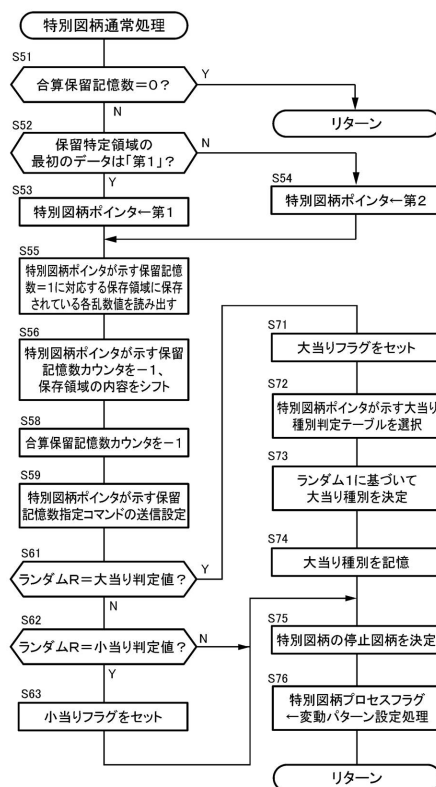 特別図柄通常処理
S51
合算保留記憶数=0?
Y
N
リターン
S52
保留特定領域の
最初のデータは「第1」?
N
Y
S53
特別図柄ポインタ←第1
S54
特別図柄ポインタ←第2
S55
特別図柄ポインタが示す保留記憶
数=1に対応する保存領域に保存
されている各乱数値を読み出す
S56
特別図柄ポインタが示す保留
記憶数カウンタを-1、
保存領域の内容をシフト
S58
合算保留記憶数カウンタを-1
S59
特別図柄ポインタが示す保留
記憶数指定コマンドの送信設定
S61
ランダムR=大当り判定値?
Y
N
S62
ランダムR=小当り判定値?
N
Y
S63
小当りフラグをセット
S71
大当りフラグをセット
S72
特別図柄ポインタが示す大当り
種別判定テーブルを選択
S73
ランダム1に基づいて
大当り種別を決定
S74
大当り種別を記憶
S75
特別図柄の停止図柄を決定
S76
特別図柄プロセスフラグ
←変動パターン設定処理
リターン